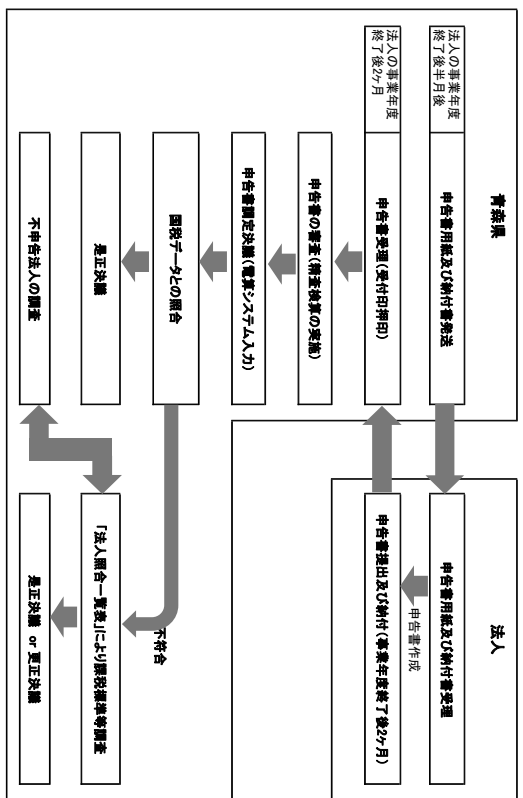 青森県
法人
法人の事業年度
終了後半月後
申告書用紙及び納付書発送
申告書用紙及び納付書受理
申告書作成
法人の事業年度
終了後2ヶ月
申告書受理(受付印押印)
申告書提出及び納付(事業年度終了後2ヶ月)
申告書の審査(精査検算の実施)
申告書調定決議(電算システム入力)
国税データとの照合
不符合
是正決議
「法人照合一覧表」により課税標準等調査
不申告法人の調査
是正決議 or 更正決議